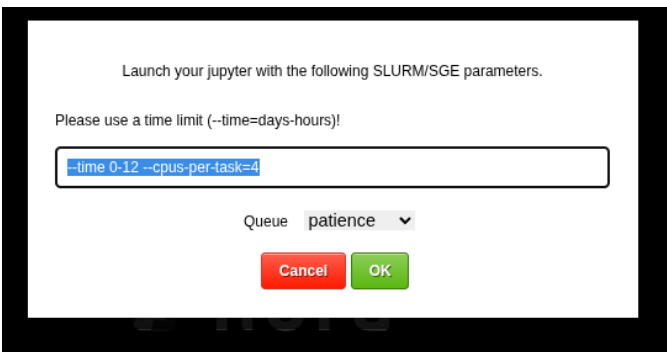 Launch your jupyter with the following SLURM/SGE parameters.
Please use a time limit (--time=days-hours)!
--time 0-12 --cpus-per-task=4
Queue patience
Cancel OK